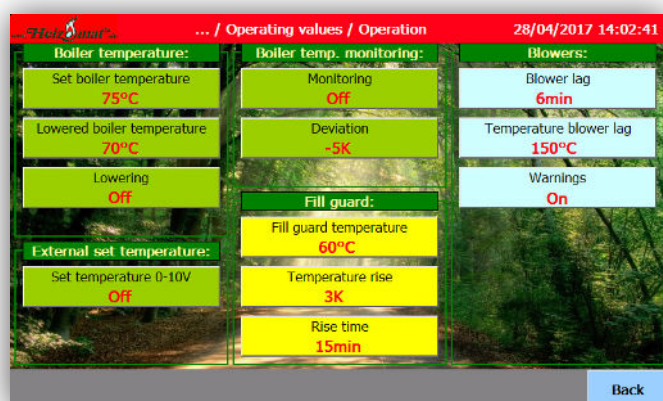 Heizomat
... / Operating values / Operation
28/04/2017 14:02:41
Boiler temperature:
Set boiler temperature
75°C
Lowered boiler temperature
70°C
Lowering
Off
External set temperature:
Set temperature 0-10V
Off
Boiler temp. monitoring:
Monitoring
Off
Deviation
-5K
Fill guard:
Fill guard temperature
60°C
Temperature rise
3K
Rise time
15min
Blowers:
Blower lag
6min
Temperature blower lag
150°C
Warnings
On
Back